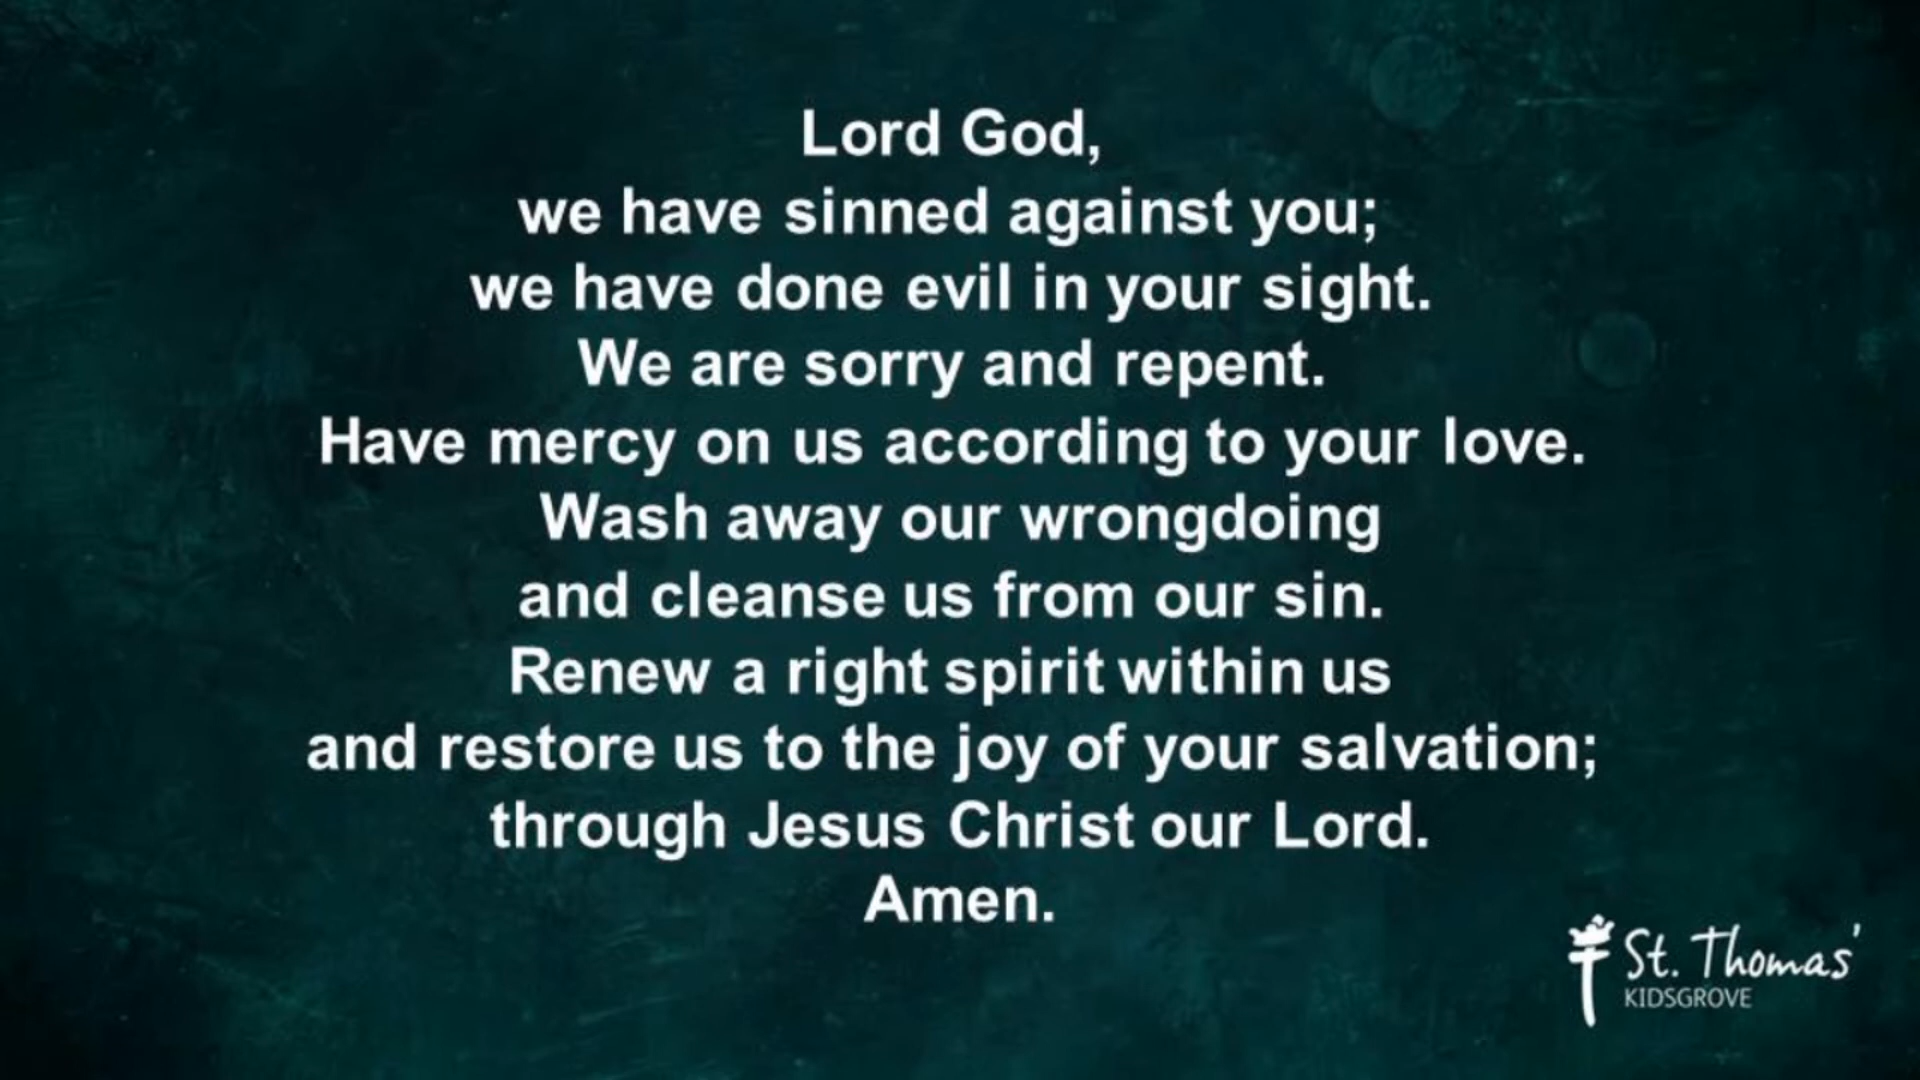 Lord God,
we have sinned against you;
we have done evil in your sight.
We are sorry and repent.
Have mercy on us according to your love.
Wash away our wrongdoing
and cleanse us from our sin.
Renew a right spirit within us
and restore us to the joy of your salvation;
through Jesus Christ our Lord.
Amen.
St. Thomas'
KIDSGROVE